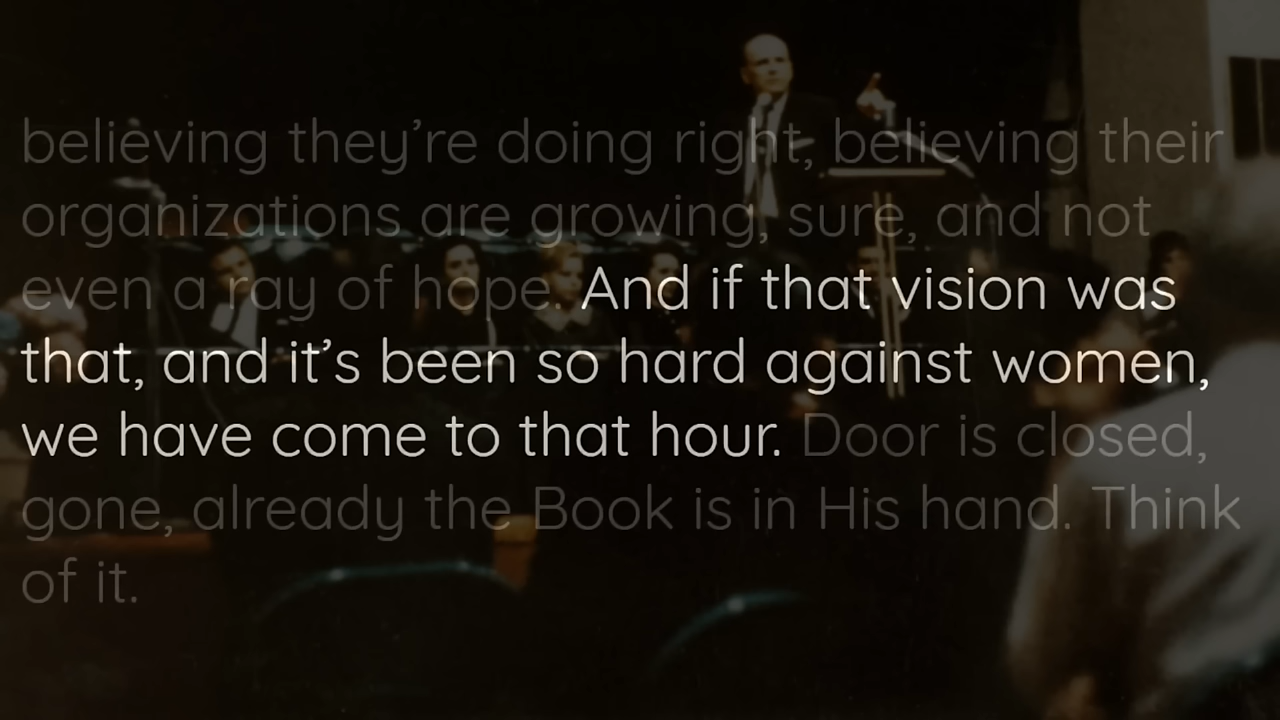 believing they’re doing right, believing their
organizations are growing, sure, and not
even a ray of hope. And if that vision was
that, and it’s been so hard against women,
we have come to that hour. Door is closed,
gone, already the Book is in His hand. Think
of it.